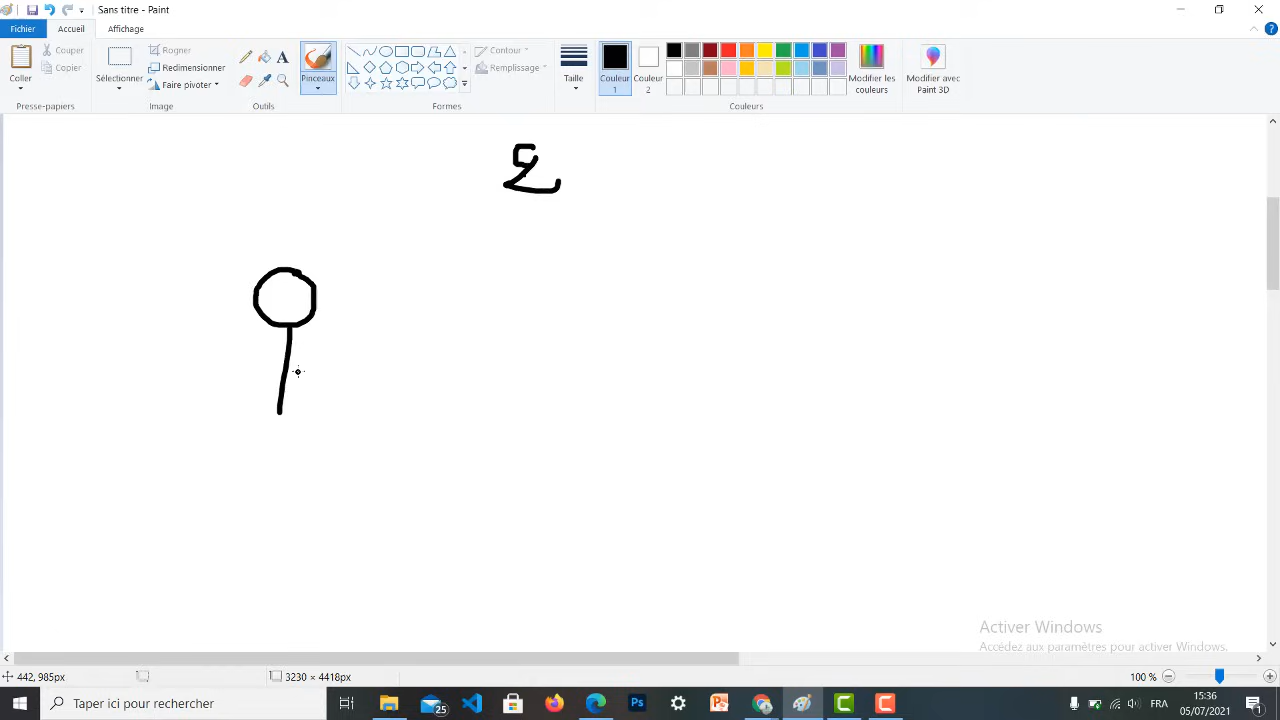 Sans titre - Paint
Fichier Accueil Affichage
Coller
Couper
Copier
Presse-papiers
Sélectionner
Rogner
Redimensionner
Faire pivoter
Image
A
Outils
Pinceaux
Contour
Remplissage
Formes
Taille
Couleur 1
Couleur 2
Modifier les couleurs
Couleurs
Modifier avec Paint 3D
Activer Windows
Accédez aux paramètres pour activer Windows.
442, 985px
3230 × 4418px
100 %
Taper ici pour rechercher
25
Ps
FRA
15:36
05/07/2021
1